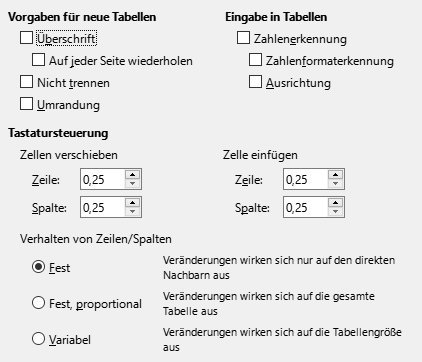 Vorgaben für neue Tabellen
Überschrift
Auf jeder Seite wiederholen
Nicht trennen
Umrandung
Eingabe in Tabellen
Zahlenerkennung
Zahlenformaterkennung
Ausrichtung
Tastatursteuerung
Zellen verschieben
Zeile: 0,25
Spalte: 0,25
Zelle einfügen
Zeile: 0,25
Spalte: 0,25
Verhalten von Zeilen/Spalten
Fest
Veränderungen wirken sich nur auf den direkten
Nachbarn aus
Fest, proportional
Veränderungen wirken sich auf die gesamte
Tabelle aus
Variabel
Veränderungen wirken sich auf die Tabellengröße
aus